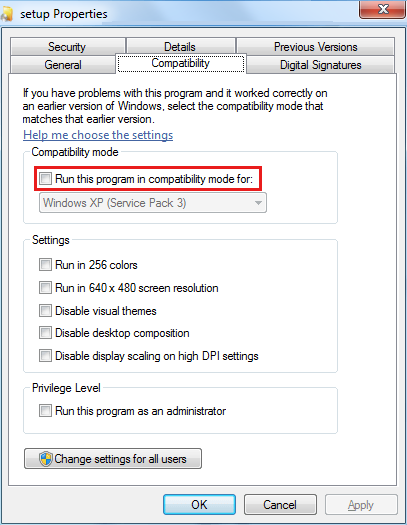 setup Properties
Security
Details
Previous Versions
General
Compatibility
Digital Signatures
If you have problems with this program and it worked correctly on
an earlier version of Windows, select the compatibility mode that
matches that earlier version.
Help me choose the settings
Compatibility mode
Run this program in compatibility mode for:
Windows XP (Service Pack 3)
Settings
Run in 256 colors
Run in 640 x 480 screen resolution
Disable visual themes
Disable desktop composition
Disable display scaling on high DPI settings
Privilege Level
Run this program as an administrator
Change settings for all users
OK
Cancel
Apply